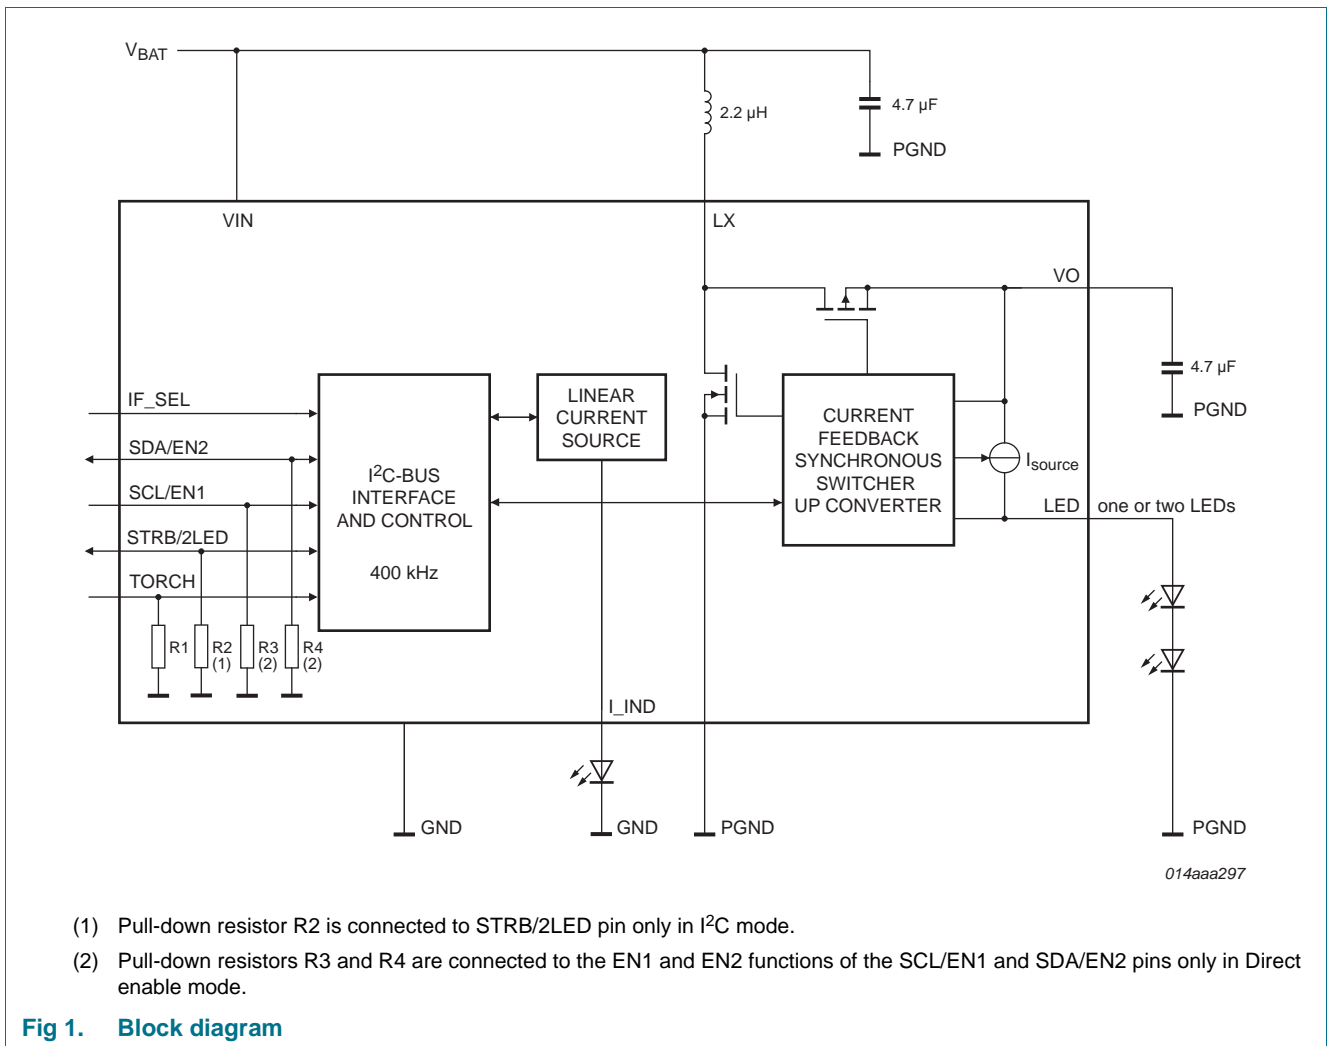 VBAT
2.2 µH
4.7 µF
PGND
VIN
LX
VO
4.7 µF
PGND
IF_SEL
SDA/EN2
SCL/EN1
STRB/2LED
TORCH
I2C-BUS
INTERFACE
AND CONTROL
400 kHz
LINEAR
CURRENT
SOURCE
CURRENT
FEEDBACK
SYNCHRONOUS
SWITCHER
UP CONVERTER
Isource
LED
one or two LEDs
R1
R2
(1)
R3
(2)
R4
(2)
I_IND
GND
GND
PGND
PGND
014aaa297
(1) Pull-down resistor R2 is connected to STRB/2LED pin only in I2C mode.
(2) Pull-down resistors R3 and R4 are connected to the EN1 and EN2 functions of the SCL/EN1 and SDA/EN2 pins only in Direct
enable mode.
Fig 1. Block diagram